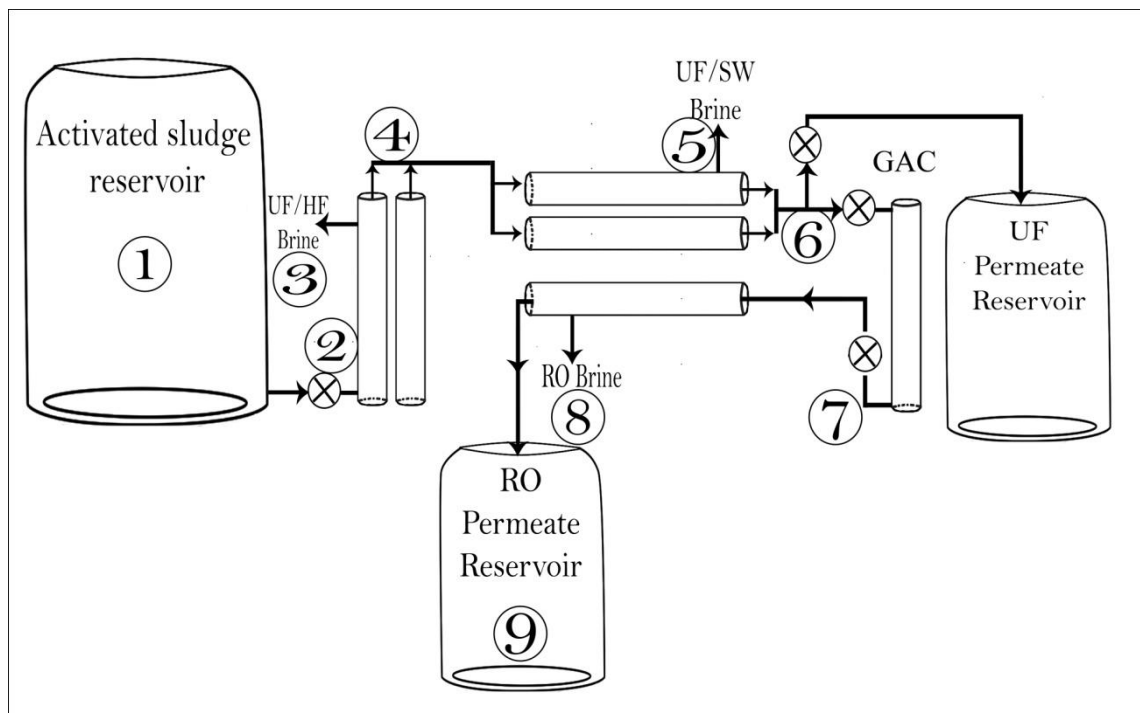 Activated sludge
reservoir
1
2
UF/HF
Brine
3
4
UF/SW
Brine
5
6
GAC
UF
Permeate
Reservoir
7
RO Brine
8
RO
Permeate
Reservoir
9